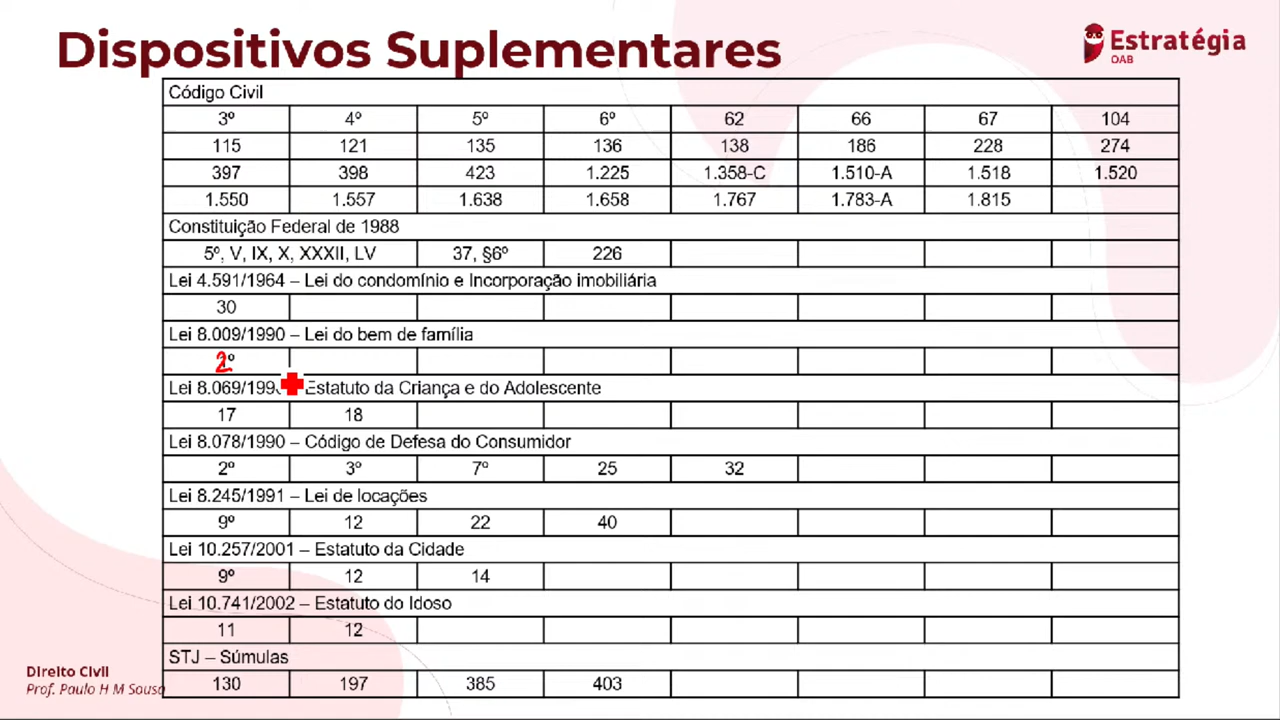 Dispositivos Suplementares
Estratégia
OAB
Código Civil
3º 4º 5º 6º 62 66 67 104
115 121 135 136 138 186 228 274
397 398 423 1.225 1.358-C 1.510-A 1.518 1.520
1.550 1.557 1.638 1.658 1.767 1.783-A 1.815
Constituição Federal de 1988
5º, V, IX, X, XXXII, LV 37, §6º 226
Lei 4.591/1964 – Lei do condomínio e Incorporação imobiliária
30
Lei 8.009/1990 – Lei do bem de família
2º
Lei 8.069/199 Estatuto da Criança e do Adolescente
17 18
Lei 8.078/1990 – Código de Defesa do Consumidor
2º 3º 7º 25 32
Lei 8.245/1991 – Lei de locações
9º 12 22 40
Lei 10.257/2001 – Estatuto da Cidade
9º 12 14
Lei 10.741/2002 – Estatuto do Idoso
11 12
STJ – Súmulas
130 197 385 403
Direito Civil
Prof. Paulo H M Sousa